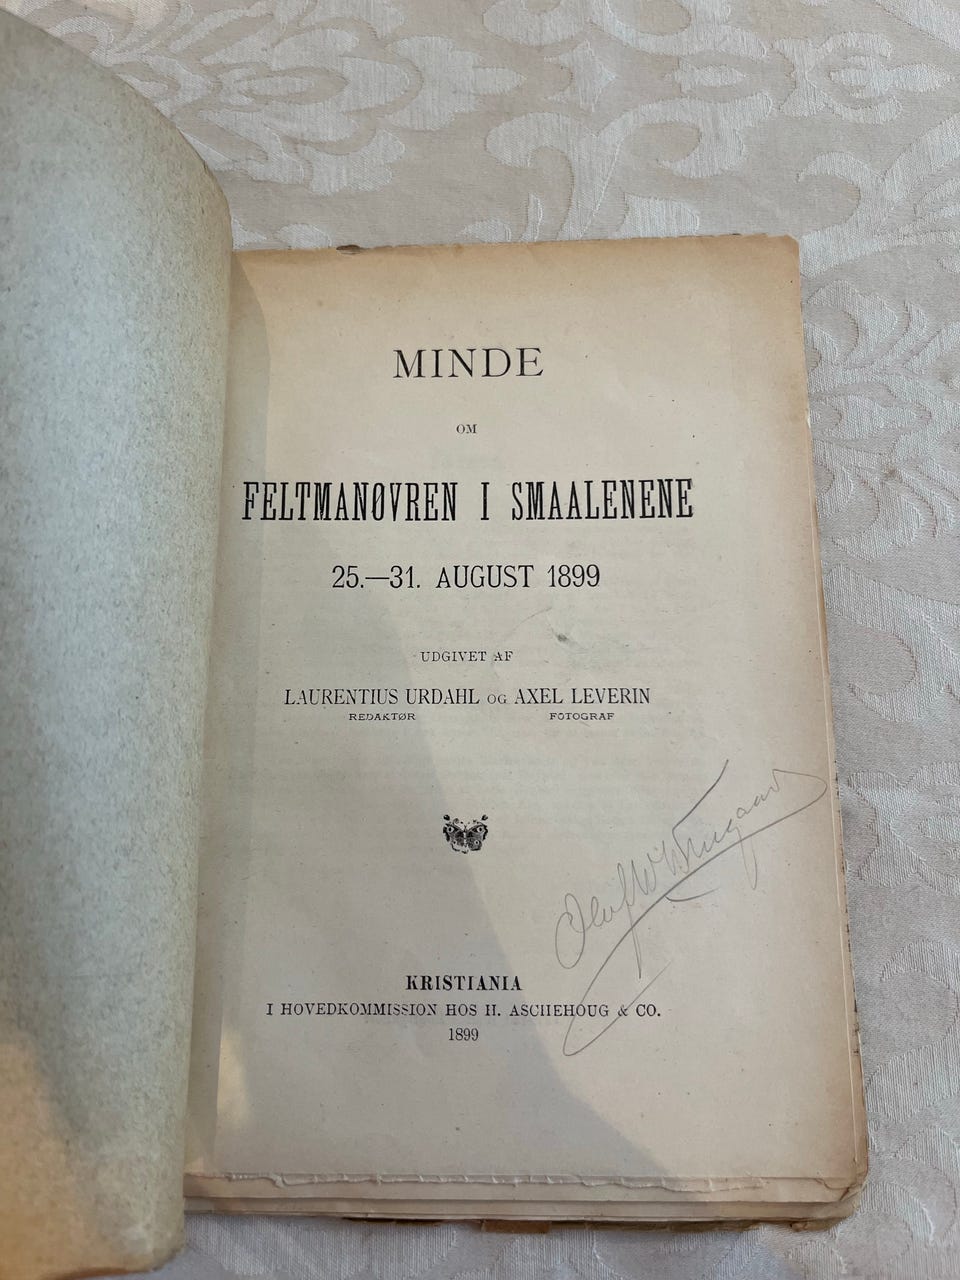 MINDE
OM
FELTMANØVREN I SMAALENENE
25.—31. AUGUST 1899
UDGIVET AF
LAURENTIUS URDAHL OG AXEL LEVERIN
REDAKTØR FOTOGRAF
Olaf
KRISTIANIA
I HOVEDKOMMISSION HOS H. ASCHEHOUG & CO.
1899